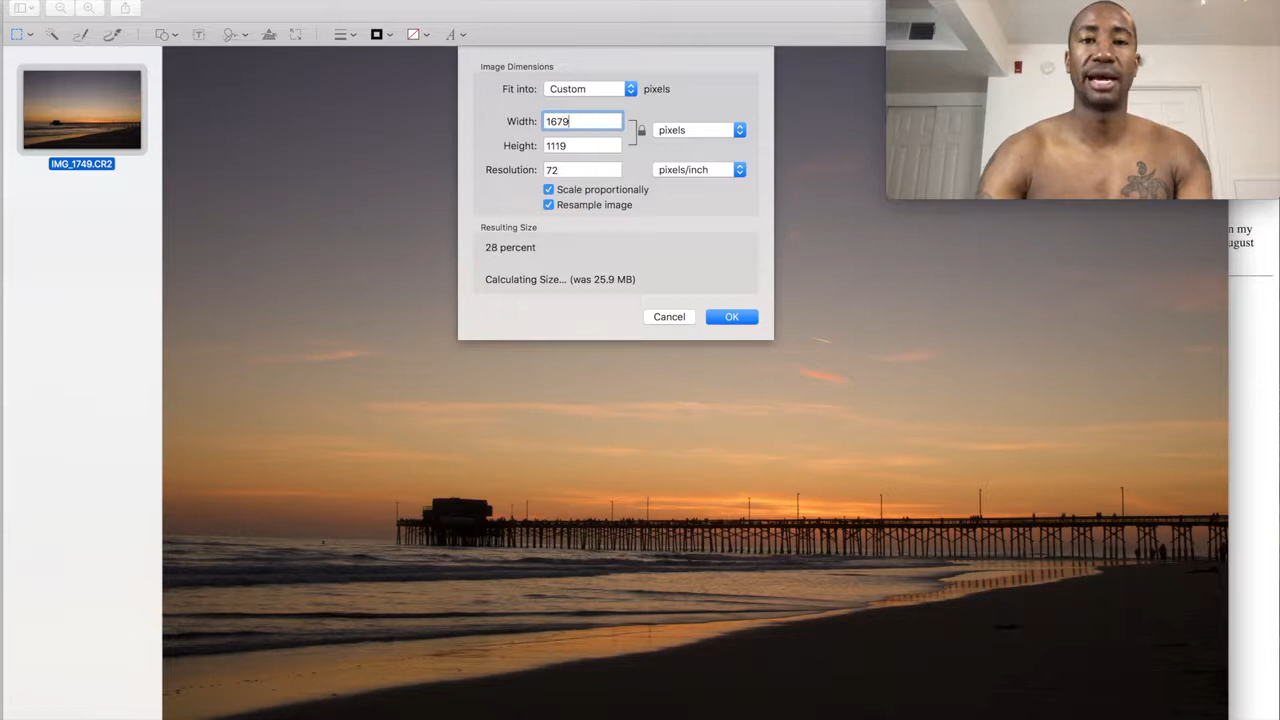 Image Dimensions
Fit into: Custom pixels
Width: 1679
pixels
Height: 1119
Resolution: 72 pixels/inch
Scale proportionally
Resample image
Resulting Size
28 percent
Calculating Size... (was 25.9 MB)
Cancel OK
IMG_1749.CR2
n my
ugust